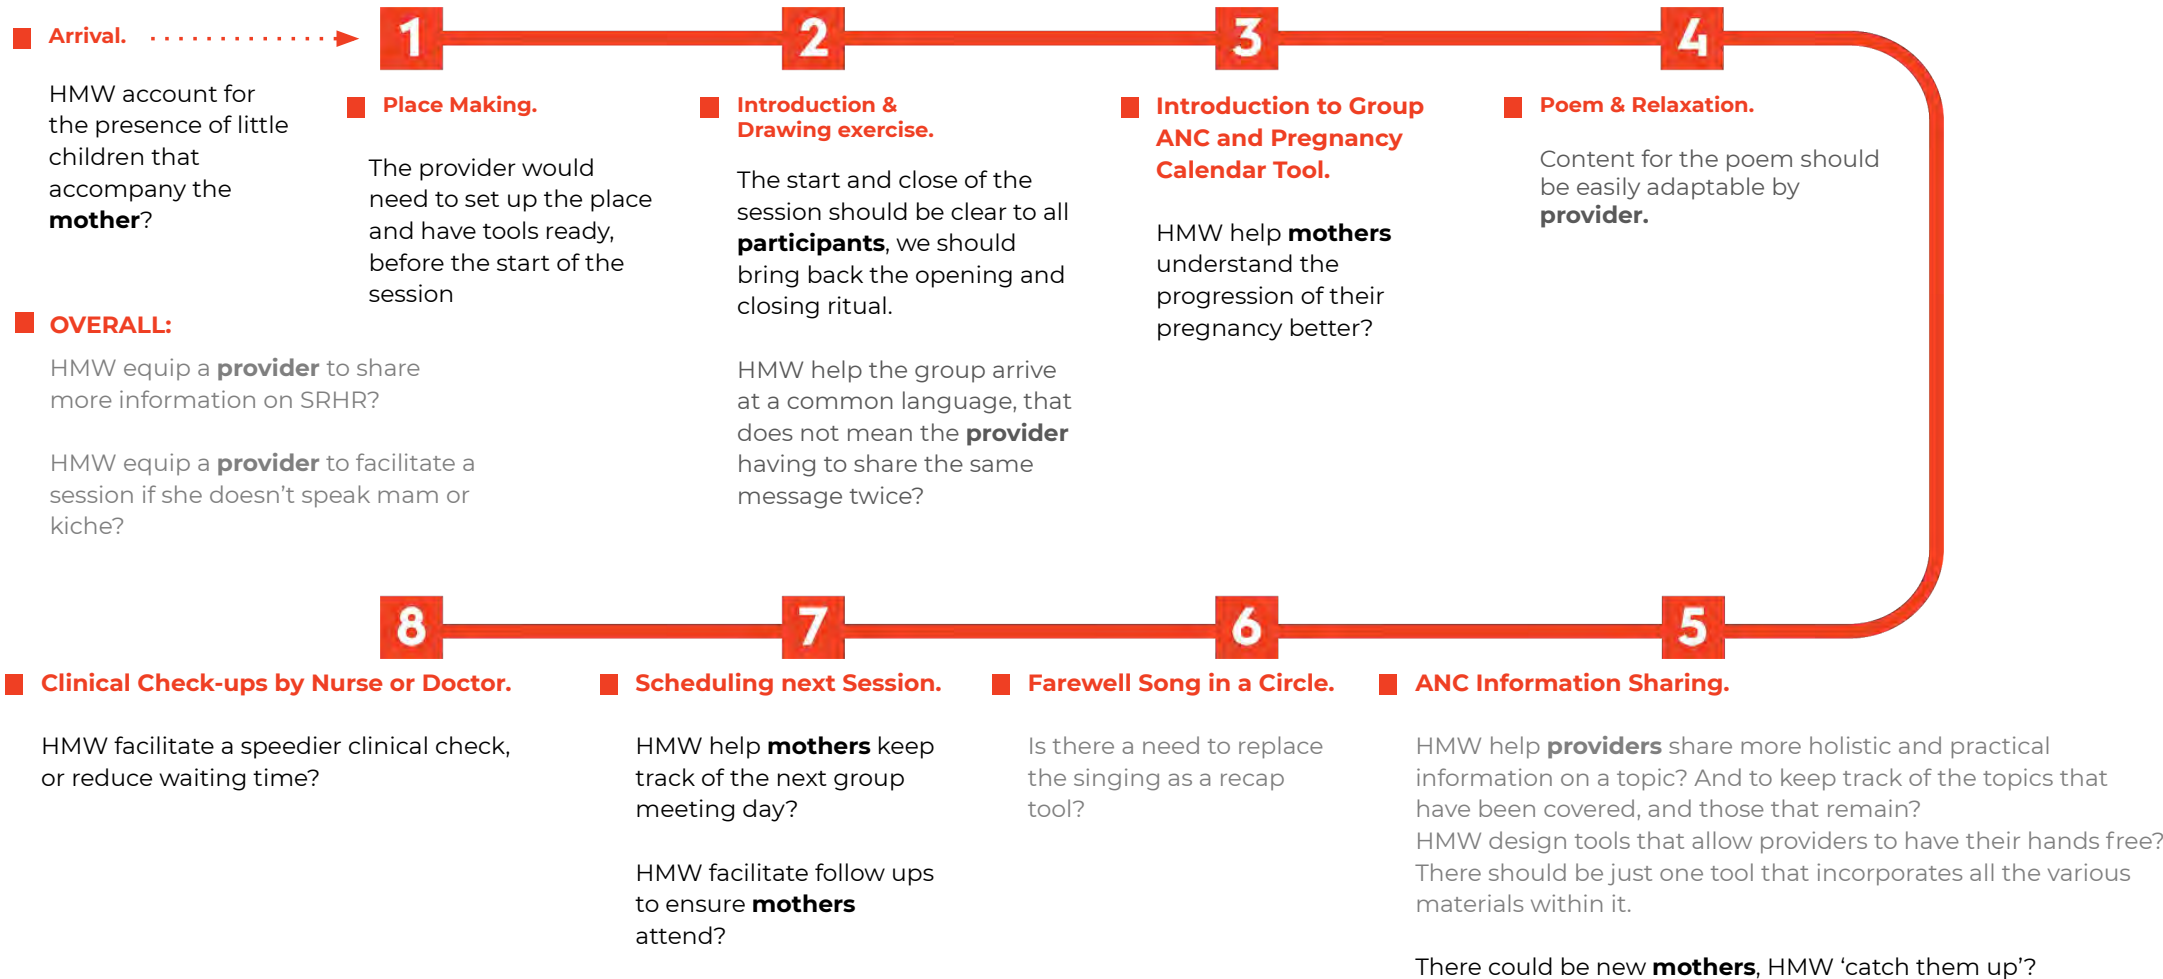 Arrival.
HMW account for
the presence of little
children that
accompany the
mother?
OVERALL:
HMW equip a provider to share
more information on SRHR?
HMW equip a provider to facilitate a
session if she doesn’t speak mam or
kiche?
1
Place Making.
The provider would
need to set up the place
and have tools ready,
before the start of the
session
2
Introduction &
Drawing exercise.
The start and close of the
session should be clear to all
participants, we should
bring back the opening and
closing ritual.
HMW help the group arrive
at a common language, that
does not mean the provider
having to share the same
message twice?
3
Introduction to Group
ANC and Pregnancy
Calendar Tool.
HMW help mothers
understand the
progression of their
pregnancy better?
4
Poem & Relaxation.
Content for the poem should
be easily adaptable by
provider.
5
ANC Information Sharing.
HMW help providers share more holistic and practical
information on a topic? And to keep track of the topics that
have been covered, and those that remain?
HMW design tools that allow providers to have their hands free?
There should be just one tool that incorporates all the various
materials within it.
There could be new mothers, HMW ‘catch them up’?
6
Farewell Song in a Circle.
Is there a need to replace
the singing as a recap
tool?
7
Scheduling next Session.
HMW help mothers keep
track of the next group
meeting day?
HMW facilitate follow ups
to ensure mothers
attend?
8
Clinical Check-ups by Nurse or Doctor.
HMW facilitate a speedier clinical check,
or reduce waiting time?